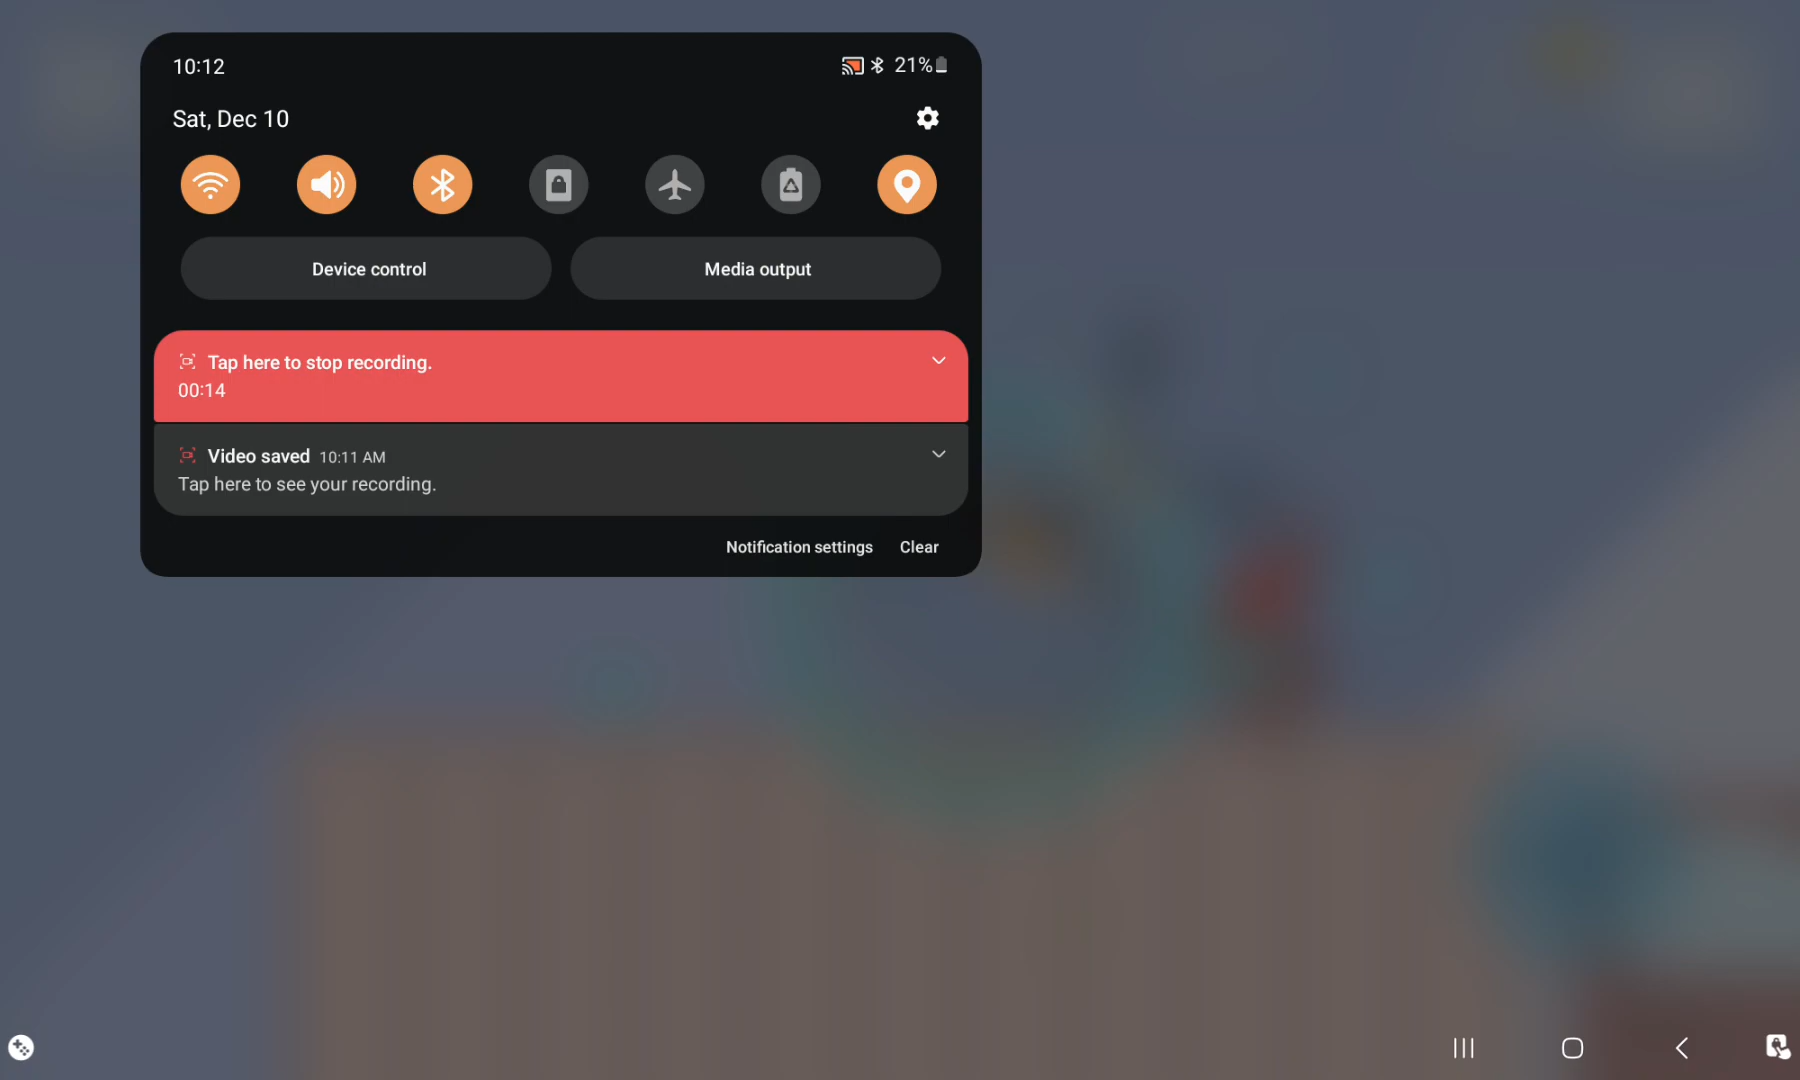 10:12
21%
Sat, Dec 10
Device control
Media output
Tap here to stop recording.
00:14
Video saved 10:11 AM
Tap here to see your recording.
Notification settings
Clear